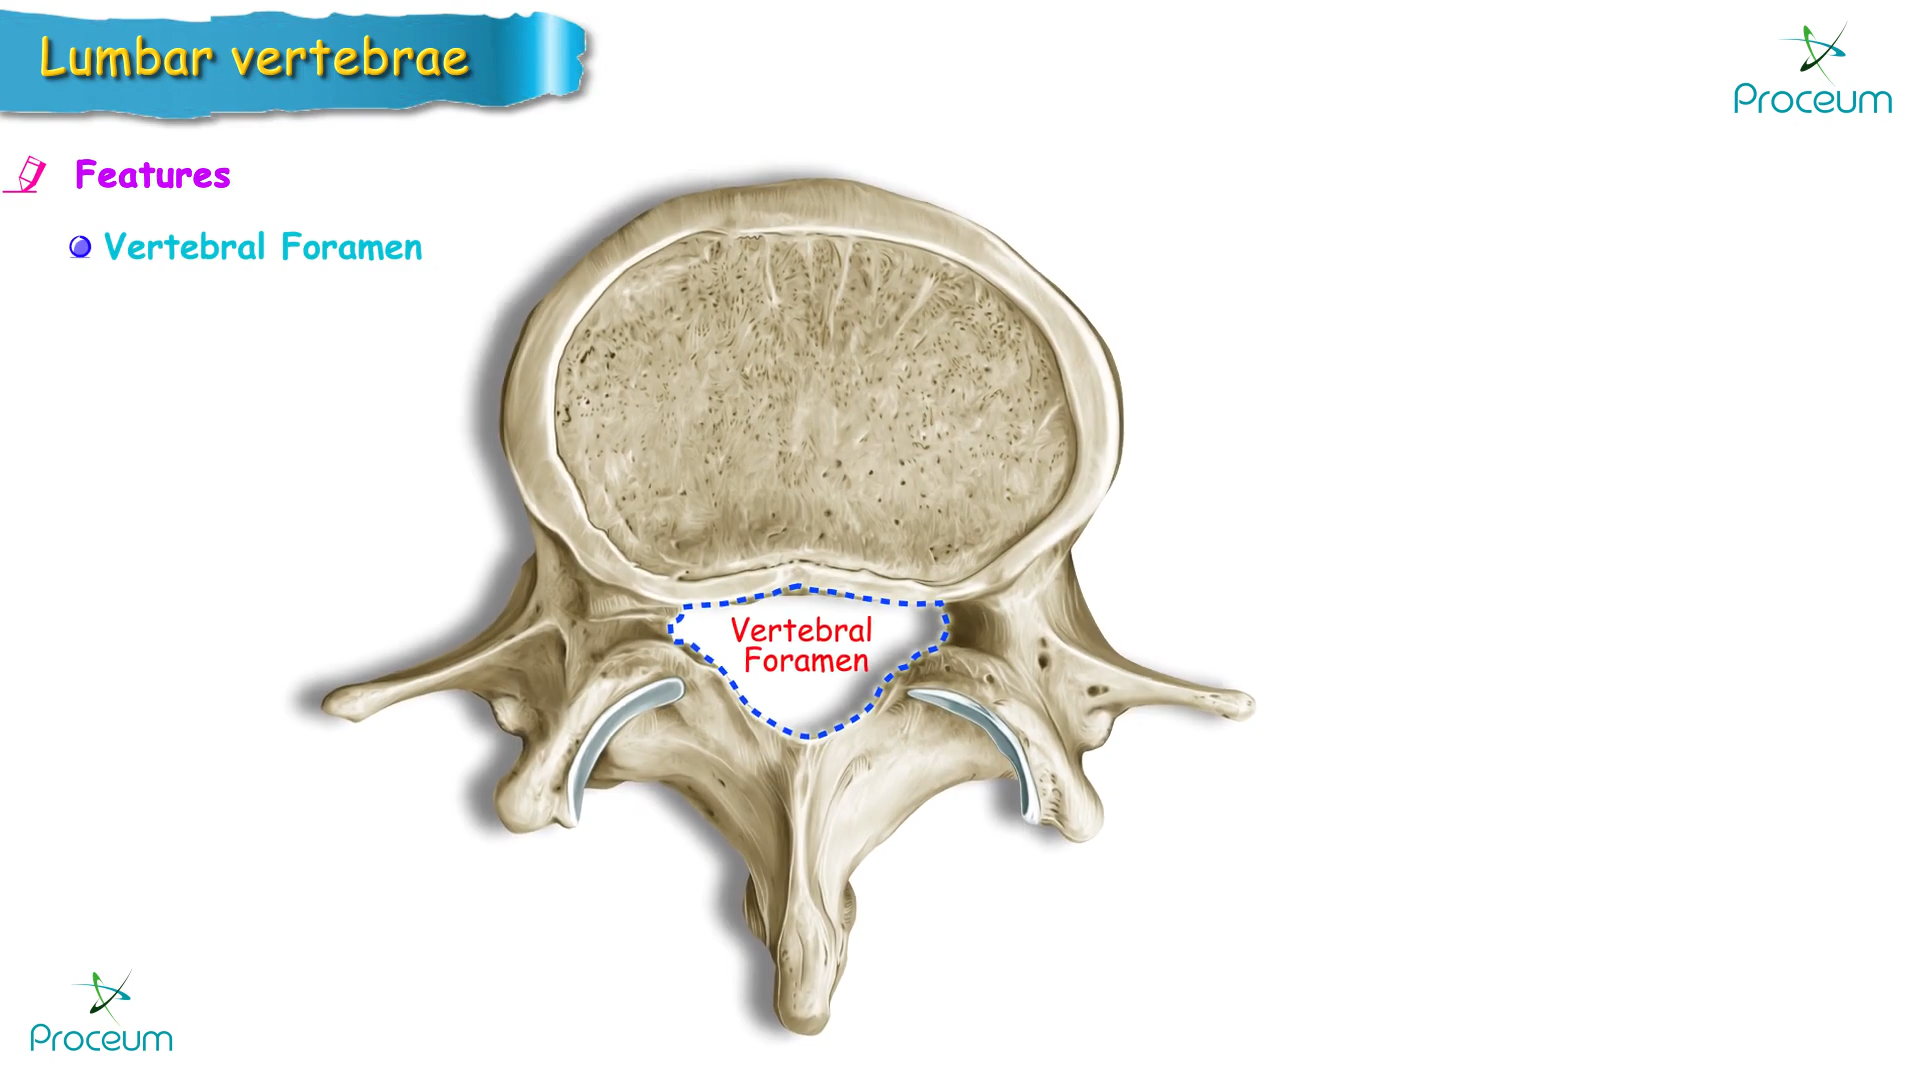 Lumbar vertebrae
Proceum
Features
Vertebral Foramen
Vertebral
Foramen
Proceum